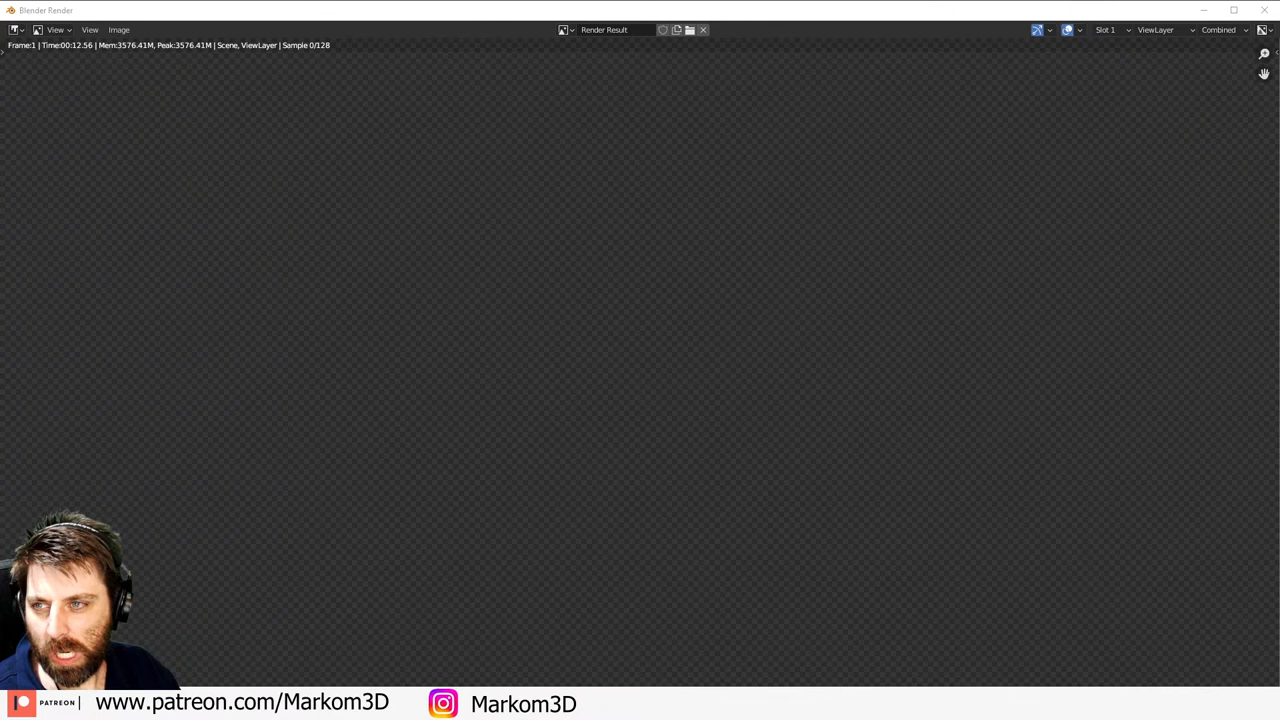 Blender Render
View View Image Render Result Slot 1 ViewLayer Combined
Frame:1 | Time:00:12.56 | Mem:3576.41M, Peak:3576.41M | Scene, ViewLayer | Sample 0/128
PATREON www.patreon.com/Markom3D Markom3D